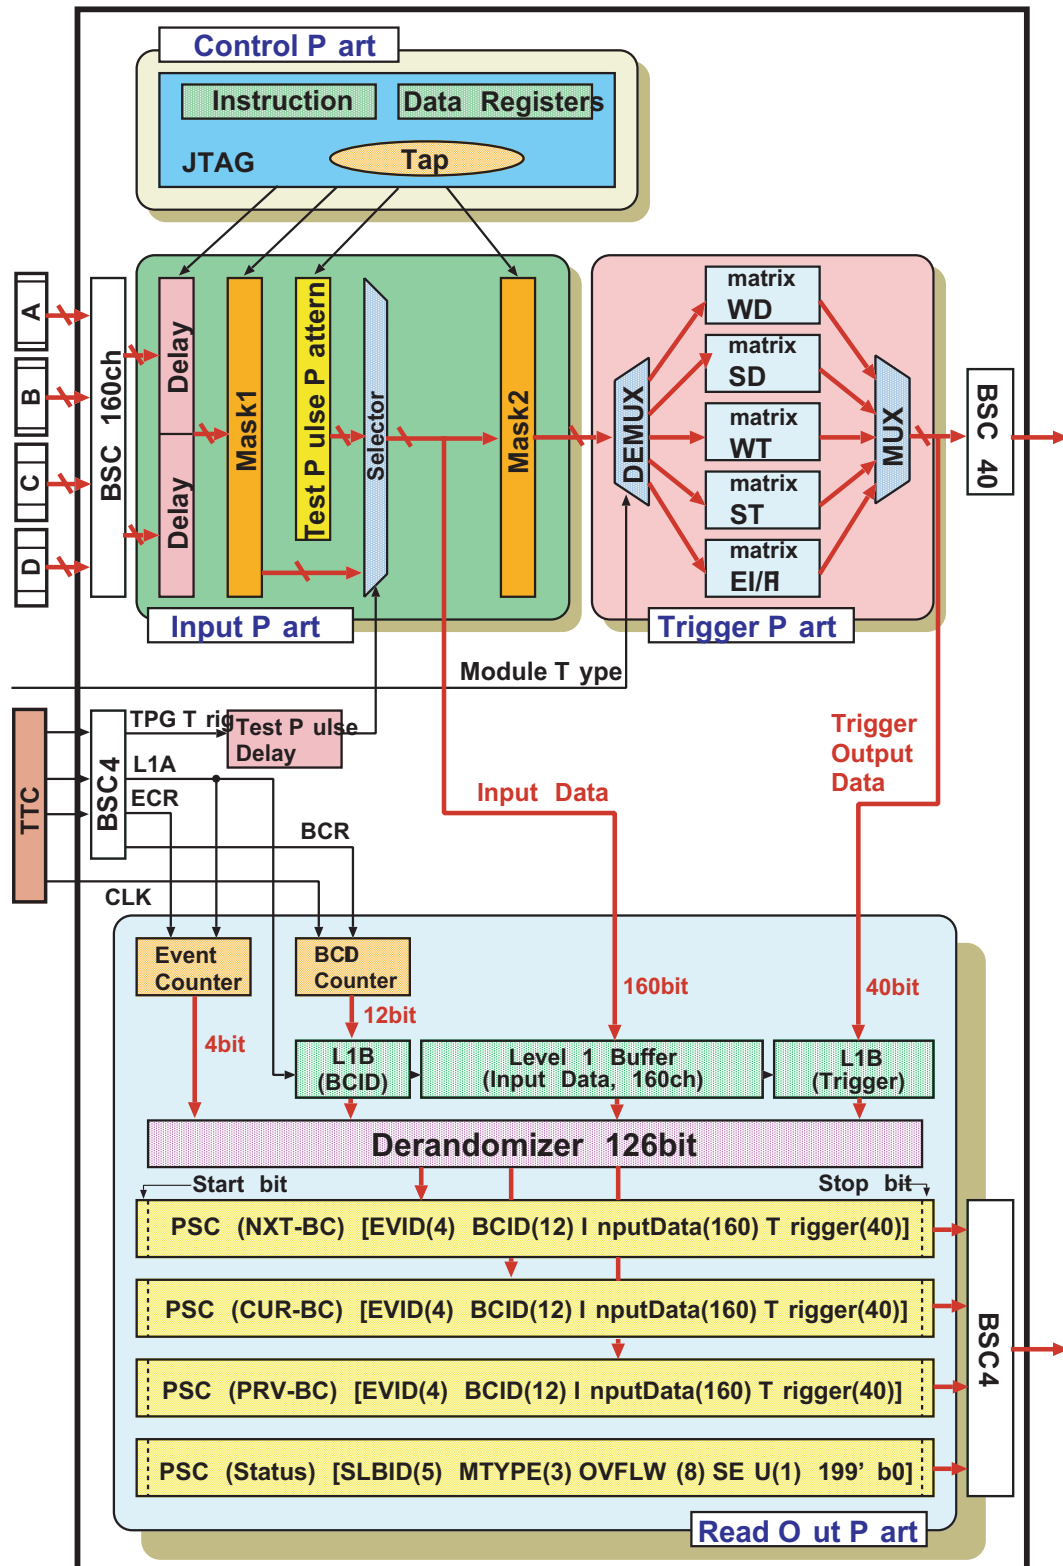 Control P art
Instruction
Data Registers
JTAG
Tap
A
B
C
D
BSC 160ch
Delay
Delay
Mask1
Test P ulse P attern
Selector
Mask2
Input P art
DEMUX
matrix
WD
matrix
SD
matrix
WT
matrix
ST
matrix
EI/FI
MUX
Trigger P art
BSC 40
Module T ype
TTC
BSC4
TPG T rig
L1A
ECR
BCR
CLK
Test P ulse
Delay
Input Data
Trigger
Output
Data
Event
Counter
BCID
Counter
4bit
12bit
160bit
40bit
L1B
(BCID)
Level 1 Buffer
(Input Data, 160ch)
L1B
(Trigger)
Derandomizer 126bit
Start bit
Stop bit
PSC (NXT-BC) [EVID(4) BCID(12) I nputData(160) T rigger(40)]
PSC (CUR-BC) [EVID(4) BCID(12) I nputData(160) T rigger(40)]
PSC (PRV-BC) [EVID(4) BCID(12) I nputData(160) T rigger(40)]
PSC (Status) [SLBID(5) MTYPE(3) OVFLW (8) SE U(1) 199' b0]
BSC4
Read O ut P art